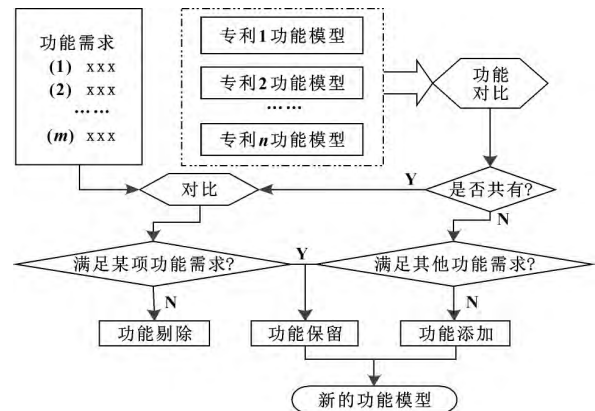 功能需求
(1) xxx
(2) xxx
……
(m) xxx
专利1功能模型
专利2功能模型
……
专利n功能模型
功能
对比
对比
Y
是否共有?
N
满足某项功能需求?
Y
满足其他功能需求?
N
N
功能剔除
功能保留
功能添加
新的功能模型